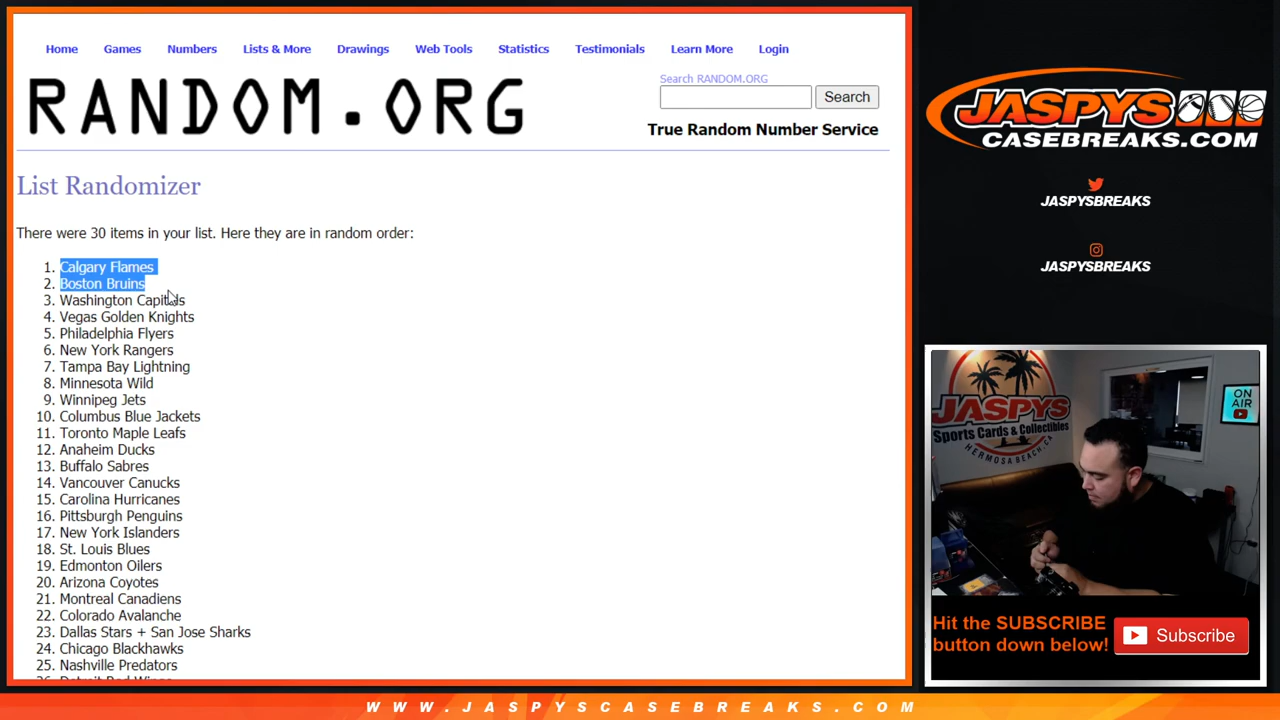 Home Games Numbers Lists & More Drawings Web Tools Statistics Testimonials Learn More Login
RANDOM.ORG
Search RANDOM.ORG
Search
True Random Number Service
List Randomizer
There were 30 items in your list. Here they are in random order:
1. Calgary Flames
2. Boston Bruins
3. Washington Capitals
4. Vegas Golden Knights
5. Philadelphia Flyers
6. New York Rangers
7. Tampa Bay Lightning
8. Minnesota Wild
9. Winnipeg Jets
10. Columbus Blue Jackets
11. Toronto Maple Leafs
12. Anaheim Ducks
13. Buffalo Sabres
14. Vancouver Canucks
15. Carolina Hurricanes
16. Pittsburgh Penguins
17. New York Islanders
18. St. Louis Blues
19. Edmonton Oilers
20. Arizona Coyotes
21. Montreal Canadiens
22. Colorado Avalanche
23. Dallas Stars + San Jose Sharks
24. Chicago Blackhawks
25. Nashville Predators
26. Detroit Red Wings
JASPYS
CASEBREAKS.COM
JASPYSBREAKS
JASPYSBREAKS
JASPYS
Sports Cards & Collectibles
HERMOSA BEACH, CA
ON
AIR
Hit the SUBSCRIBE
button down below!
Subscribe
WWW.JASPYSCASEBREAKS.COM